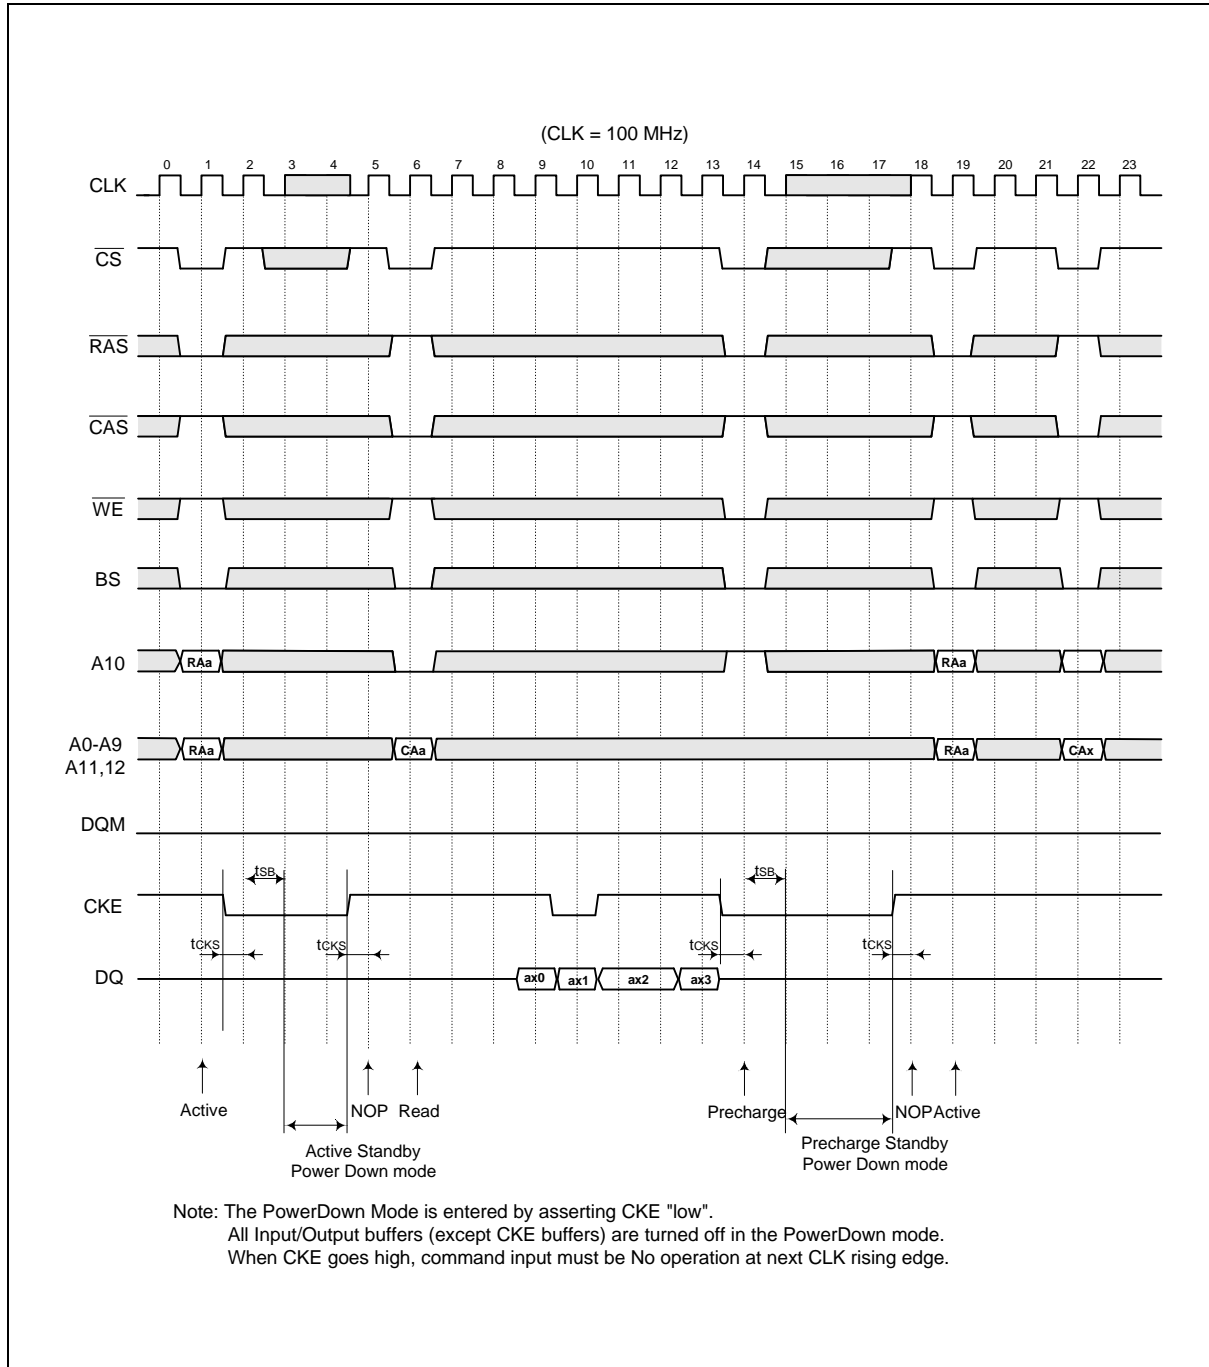 (CLK = 100 MHz)
0 1 2 3 4 5 6 7 8 9 10 11 12 13 14 15 16 17 18 19 20 21 22 23
CLK
CS
RAS
CAS
WE
BS
A10 RAa RAa
A0-A9
A11,12
RAa CAa RAa CAx
DQM
tSB tSB
CKE
tCKS tCKS tCKS tCKS
DQ ax0 ax1 ax2 ax3
Active NOP Read Precharge NOP Active
Active Standby
Power Down mode
Precharge Standby
Power Down mode
Note: The PowerDown Mode is entered by asserting CKE "low".
All Input/Output buffers (except CKE buffers) are turned off in the PowerDown mode.
When CKE goes high, command input must be No operation at next CLK rising edge.